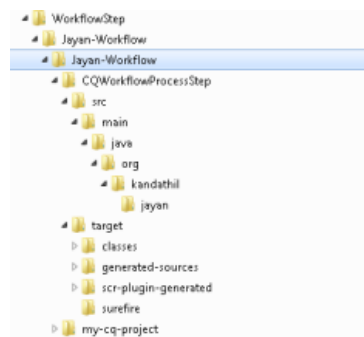 WorkflowStep
Jayan-Workflow
Jayan-Workflow
CQWorkflowProcessStep
src
main
java
org
kandathil
jayan
target
classes
generated-sources
scr-plugin-generated
surefire
my-cq-project